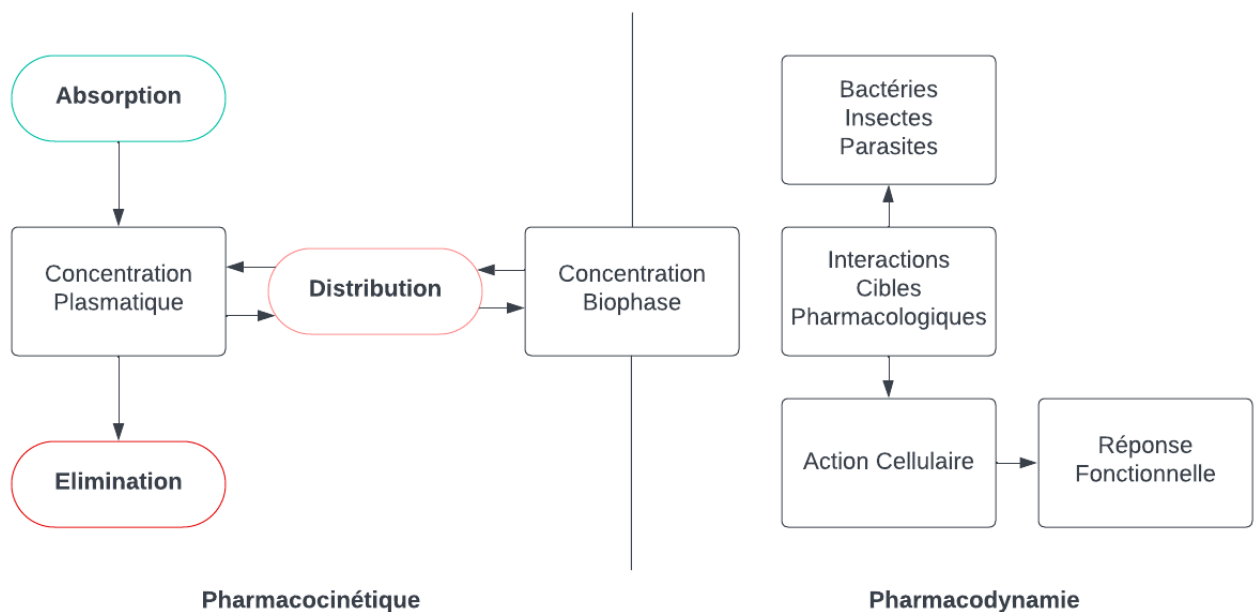 Absorption
Concentration
Plasmatique
Elimination
Distribution
Concentration
Biophase
Bactéries
Insectes
Parasites
Interactions
Cibles
Pharmacologiques
Action Cellulaire
Réponse
Fonctionnelle
Pharmacocinétique
Pharmacodynamie